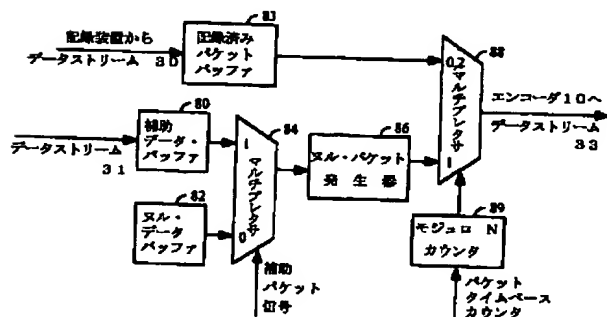 記録装置から
データストリーム 30
83
記録済み
パケット
バッファ
88
0,2
マルチプレクサ
1
エンコーダ10へ
データストリーム
33
80
補助
データ・
バッファ
データストリーム
31
84
1
マルチプレクサ
0
86
ヌル・パケット
発生器
82
ヌル・
データ
バッファ
89
モジュロ N
カウンタ
補助
パケット
信号
パケット
タイムベース
カウンタ